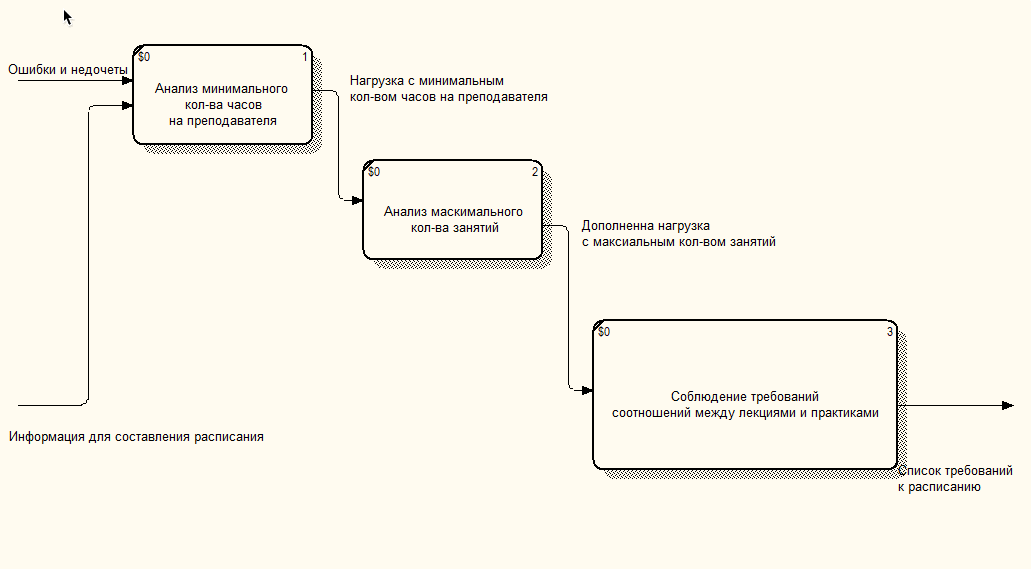 $0 1
Ошибки и недочеты
Анализ минимального
кол-ва часов
на преподавателя
Нагрузка с минимальным
кол-вом часов на преподавателя
$0 2
Анализ маскимального
кол-ва занятий
Дополненна нагрузка
с максиальным кол-вом занятий
$0 3
Соблюдение требований
соотношений между лекциями и практиками
Информация для составления расписания
Список требований
к расписанию